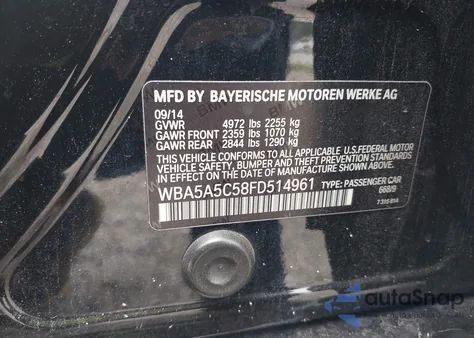 MFD BY BAYERISCHE MOTOREN WERKE AG
09/14
GVWR 4972 lbs 2255 kg
GAWR FRONT 2359 lbs 1070 kg
GAWR REAR 2844 lbs 1290 kg
THIS VEHICLE CONFORMS TO ALL APPLICABLE U.S.FEDERAL MOTOR
VEHICLE SAFETY, BUMPER, AND THEFT PREVENTION STANDARDS
IN EFFECT ON THE DATE OF MANUFACTURE SHOWN ABOVE.
WBA5A5C58FD514961 TYPE: PASSENGER CAR
668/9
autoSnap